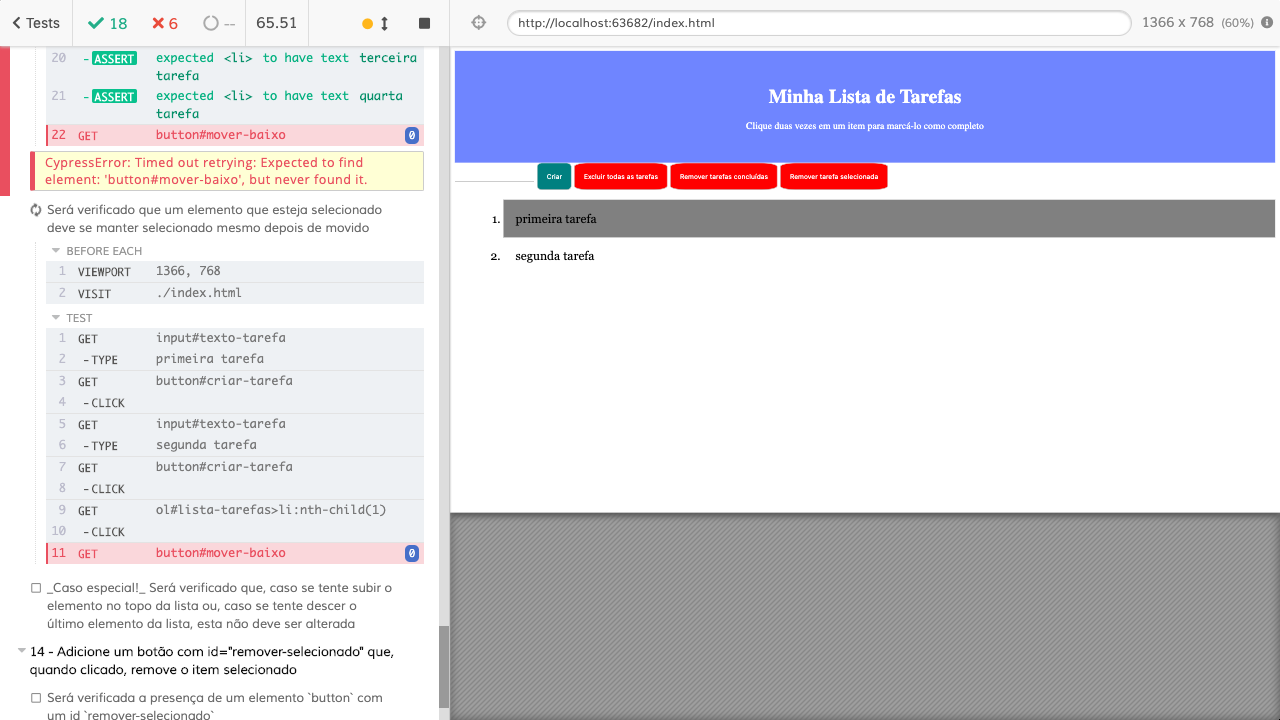 Tests 18 6 -- 65.51 http://localhost:63682/index.html 1366 x 768 (60%)
20 -ASSERT expected <li> to have text terceira
tarefa
21 -ASSERT expected <li> to have text quarta
tarefa
22 GET button#mover-baixo 0
CypressError: Timed out retrying: Expected to find
element: 'button#mover-baixo', but never found it.
Será verificado que um elemento que esteja selecionado
deve se manter selecionado mesmo depois de movido
BEFORE EACH
1 VIEWPORT 1366, 768
2 VISIT ./index.html
TEST
1 GET input#texto-tarefa
2 -TYPE primeira tarefa
3 GET button#criar-tarefa
4 -CLICK
5 GET input#texto-tarefa
6 -TYPE segunda tarefa
7 GET button#criar-tarefa
8 -CLICK
9 GET ol#lista-tarefas>li:nth-child(1)
10 -CLICK
11 GET button#mover-baixo 0
_Caso especial!_ Será verificado que, caso se tente subir o
elemento no topo da lista ou, caso se tente descer o
último elemento da lista, esta não deve ser alterada
14 - Adicione um botão com id="remover-selecionado" que,
quando clicado, remove o item selecionado
Será verificada a presença de um elemento `button` com
um id `remover-selecionado`
Minha Lista de Tarefas
Clique duas vezes em um item para marcá-lo como completo
Criar Excluir todas as tarefas Remover tarefas concluídas Remover tarefa selecionada
1. primeira tarefa
2. segunda tarefa